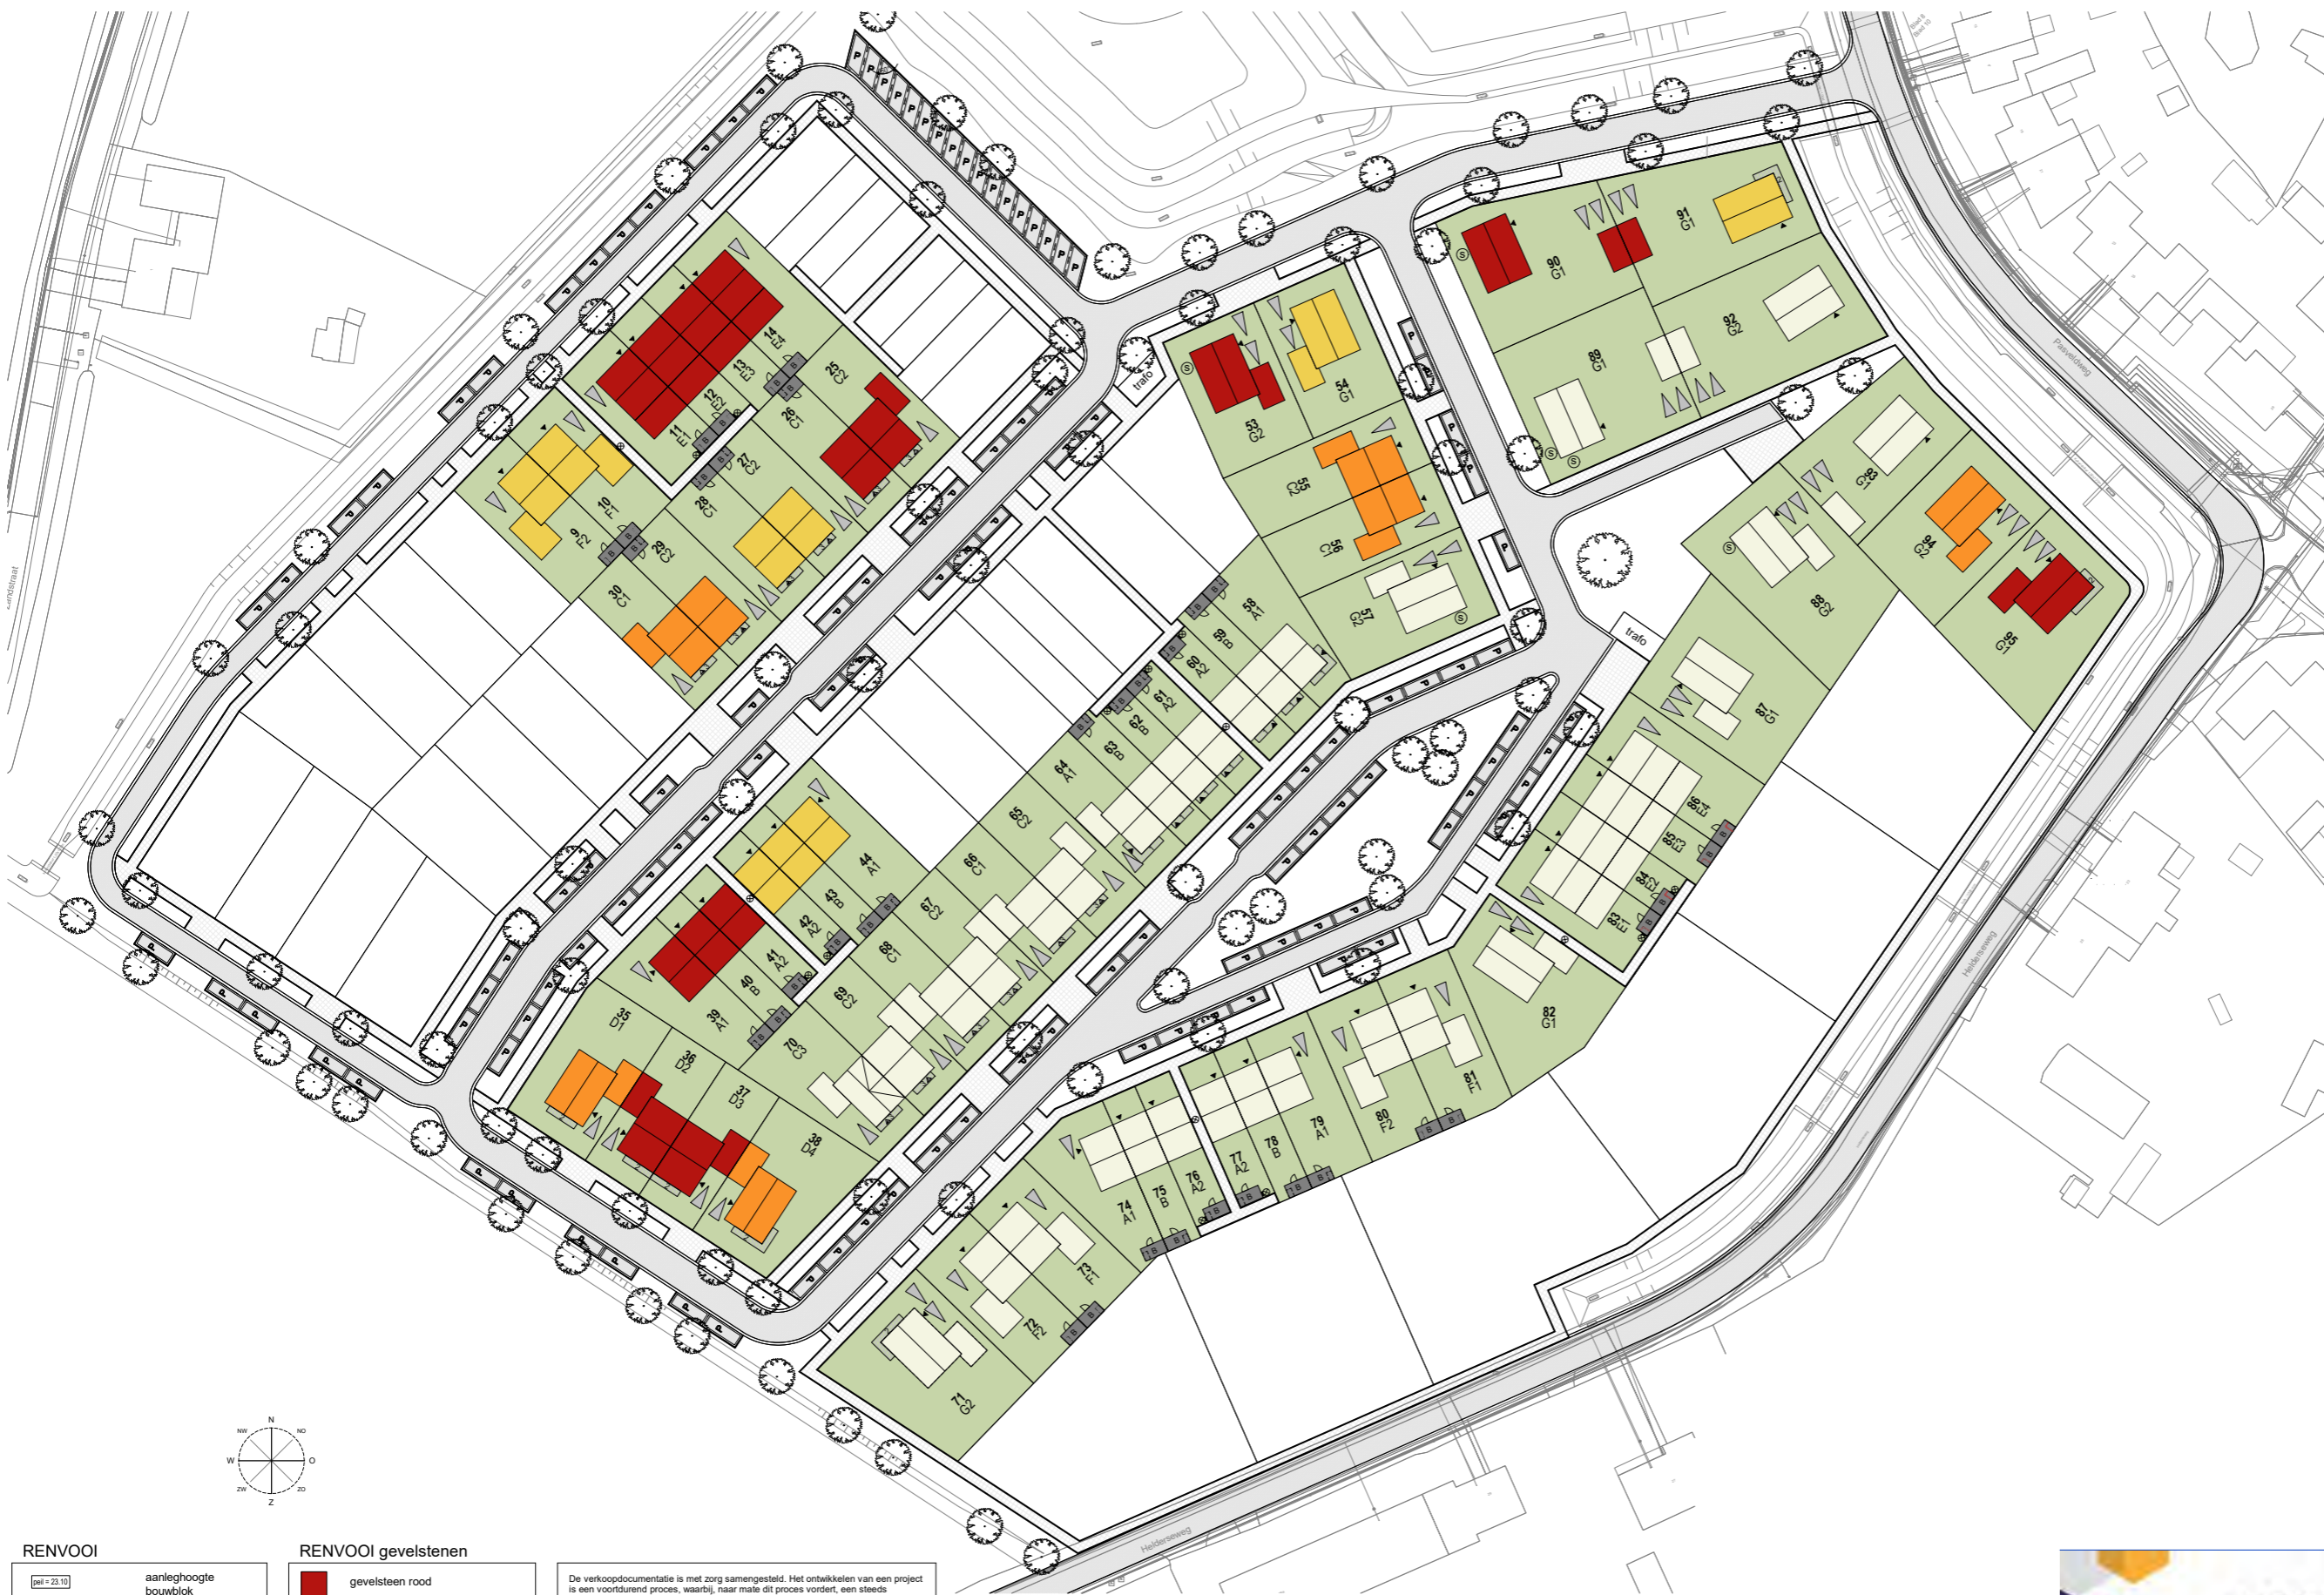 Blad 8
Blad 10
Pasveldweg
Helderseweg
Helderseweg
trafo
trafo
14
E4
13
E3
12
E2
11
E1
25
C2
26
C1
27
C2
28
C1
29
C2
30
C1
10
F1
9
F2
90
G1
91
G1
92
G2
89
G1
53
G2
54
G1
55
C2
56
C1
57
G2
58
A1
59
B
60
A2
61
A2
62
B
63
B
64
A1
65
C2
66
C1
67
C2
68
C1
69
C2
70
C3
44
A1
43
B
42
A2
41
A2
40
B
39
A1
35
D1
36
D2
37
D3
38
D4
93
G1
94
G2
95
G1
88
G2
87
G1
86
E4
85
E3
84
E2
83
E1
82
G1
81
F1
80
F2
79
A1
78
B
77
A2
76
A2
75
B
74
A1
73
F1
72
F2
71
G2
N
NW
NO
W
O
ZW
ZO
Z
RENVOOI
peil = 23.10
aanleghoogte
bouwblok
RENVOOI gevelstenen
gevelsteen rood
De verkoopdocumentatie is met zorg samengesteld. Het ontwikkelen van een project
is een voortdurend proces, waarbij, naar mate dit proces vordert, een steeds